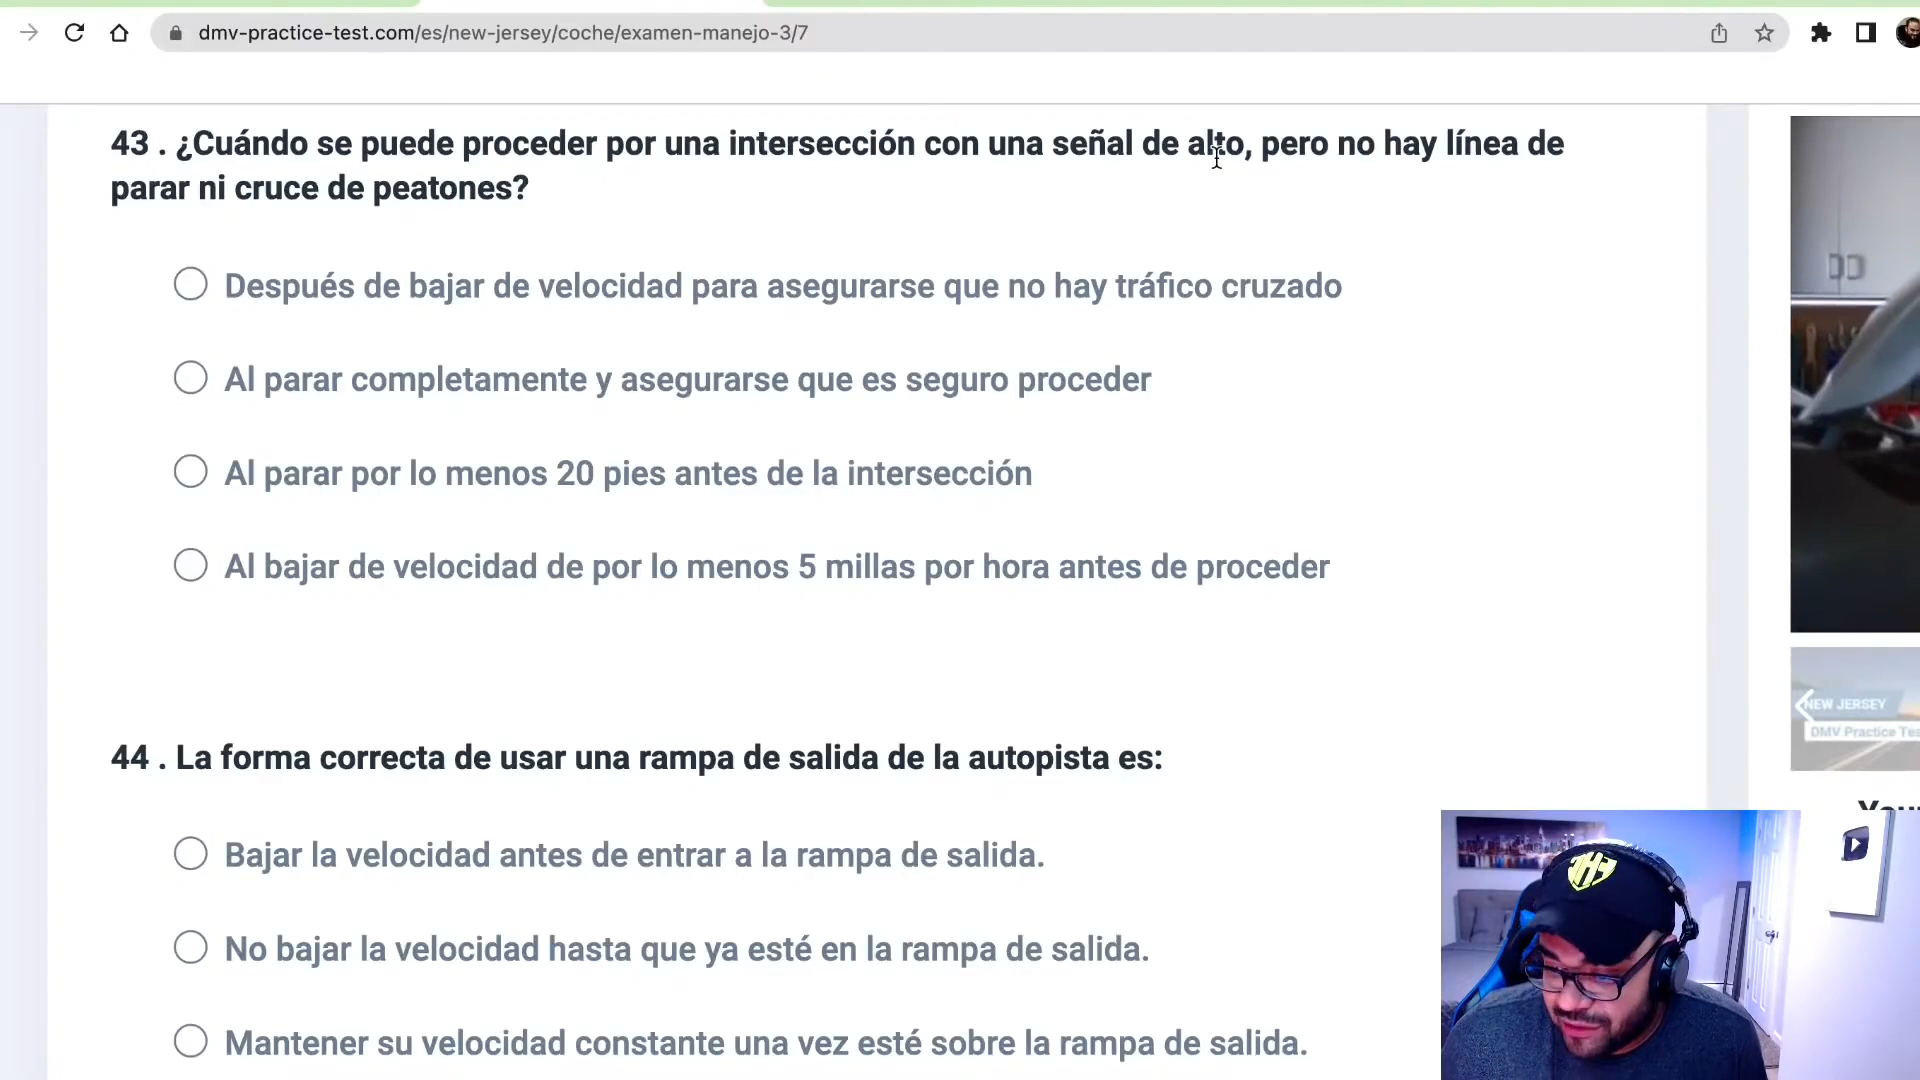 dmv-practice-test.com/es/new-jersey/coche/examen-manejo-3/7
43 . ¿Cuándo se puede proceder por una intersección con una señal de alto, pero no hay línea de
parar ni cruce de peatones?
Después de bajar de velocidad para asegurarse que no hay tráfico cruzado
Al parar completamente y asegurarse que es seguro proceder
Al parar por lo menos 20 pies antes de la intersección
Al bajar de velocidad de por lo menos 5 millas por hora antes de proceder
NEW JERSEY
DMV Practice Tes
44 . La forma correcta de usar una rampa de salida de la autopista es:
Bajar la velocidad antes de entrar a la rampa de salida.
No bajar la velocidad hasta que ya esté en la rampa de salida.
Mantener su velocidad constante una vez esté sobre la rampa de salida.